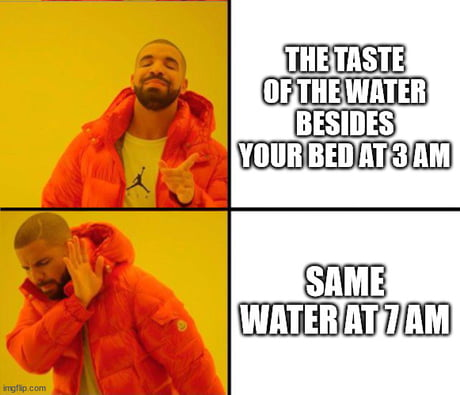 THE TASTE
OF THE WATER
BESIDES
YOUR BED AT 3 AM
SAME
WATER AT 7 AM
imgflip.com